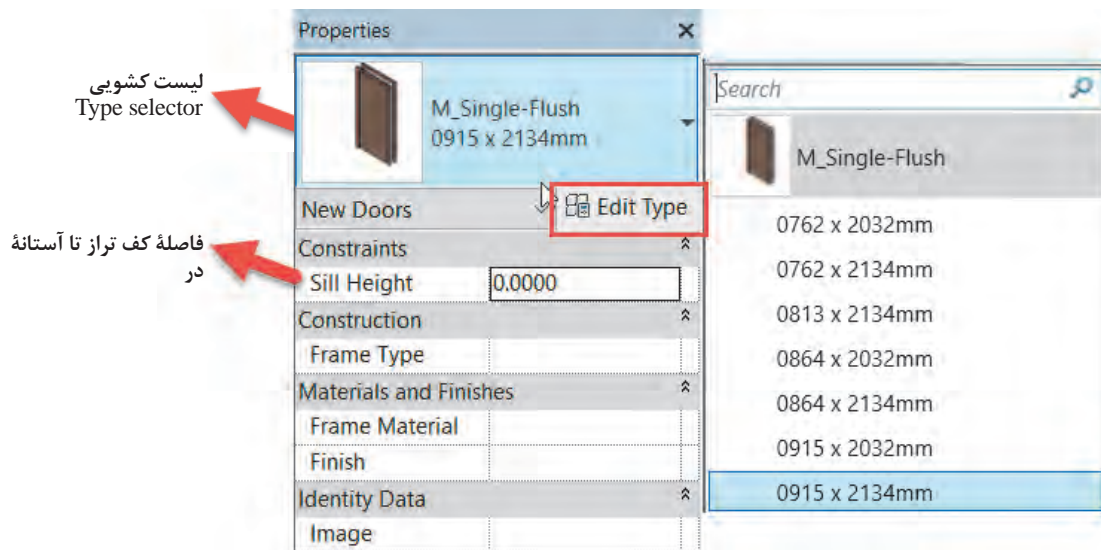 لیست کشویی
Type selector
فاصلهٔ کف تراز تا آستانهٔ
در
Properties
M_Single-Flush
0915 x 2134mm
New Doors
Edit Type
Constraints
Sill Height 0.0000
Construction
Frame Type
Materials and Finishes
Frame Material
Finish
Identity Data
Image
Search
M_Single-Flush
0762 x 2032mm
0762 x 2134mm
0813 x 2134mm
0864 x 2032mm
0864 x 2134mm
0915 x 2032mm
0915 x 2134mm